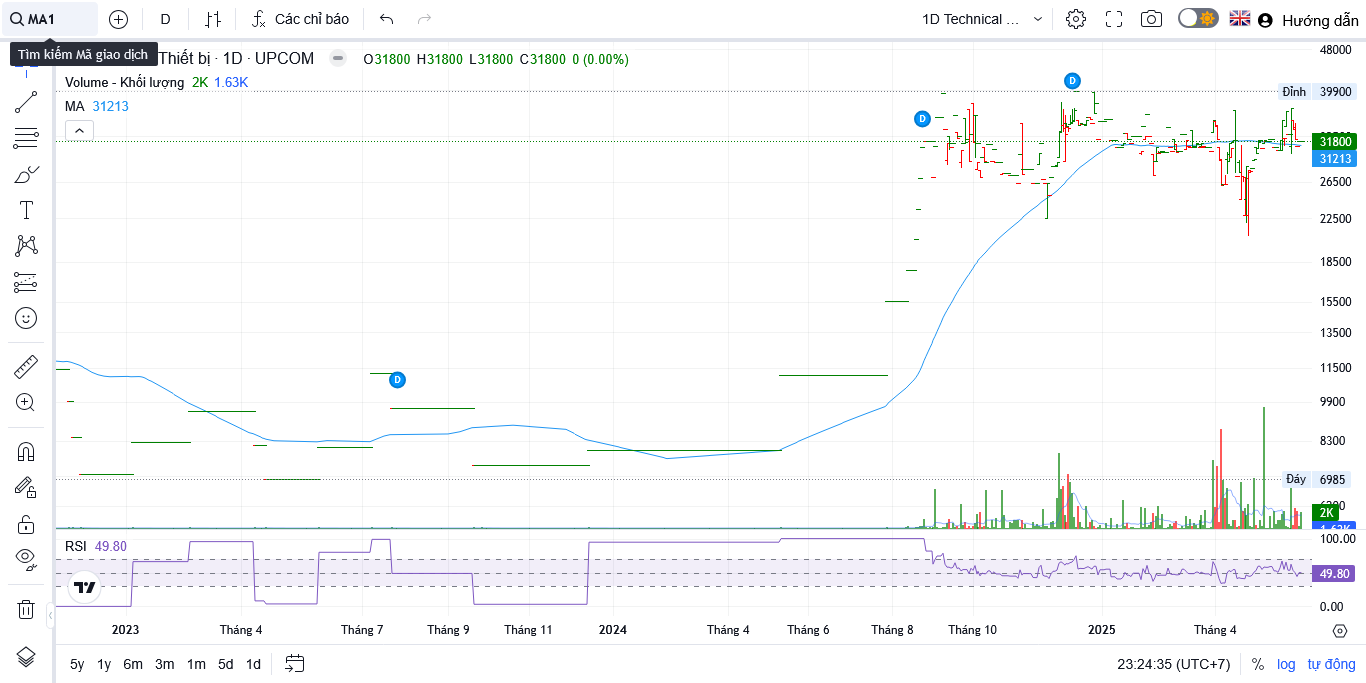 MA1
D
Các chỉ báo
1D Technical ...
Hướng dẫn
Tìm kiếm Mã giao dịch
Thiết bị · 1D · UPCOM
O31800 H31800 L31800 C31800 0 (0.00%)
Volume - Khối lượng 2K 1.63K
MA 31213
D
D
D
48000
Đỉnh 39900
31800
31213
26500
22500
18500
15500
13500
11500
9900
8300
Đáy 6985
2K
RSI 49.80
100.00
49.80
0.00
2023
Tháng 4
Tháng 7
Tháng 9
Tháng 11
2024
Tháng 4
Tháng 6
Tháng 8
Tháng 10
2025
Tháng 4
5y 1y 6m 3m 1m 5d 1d
23:24:35 (UTC+7) % log tự động